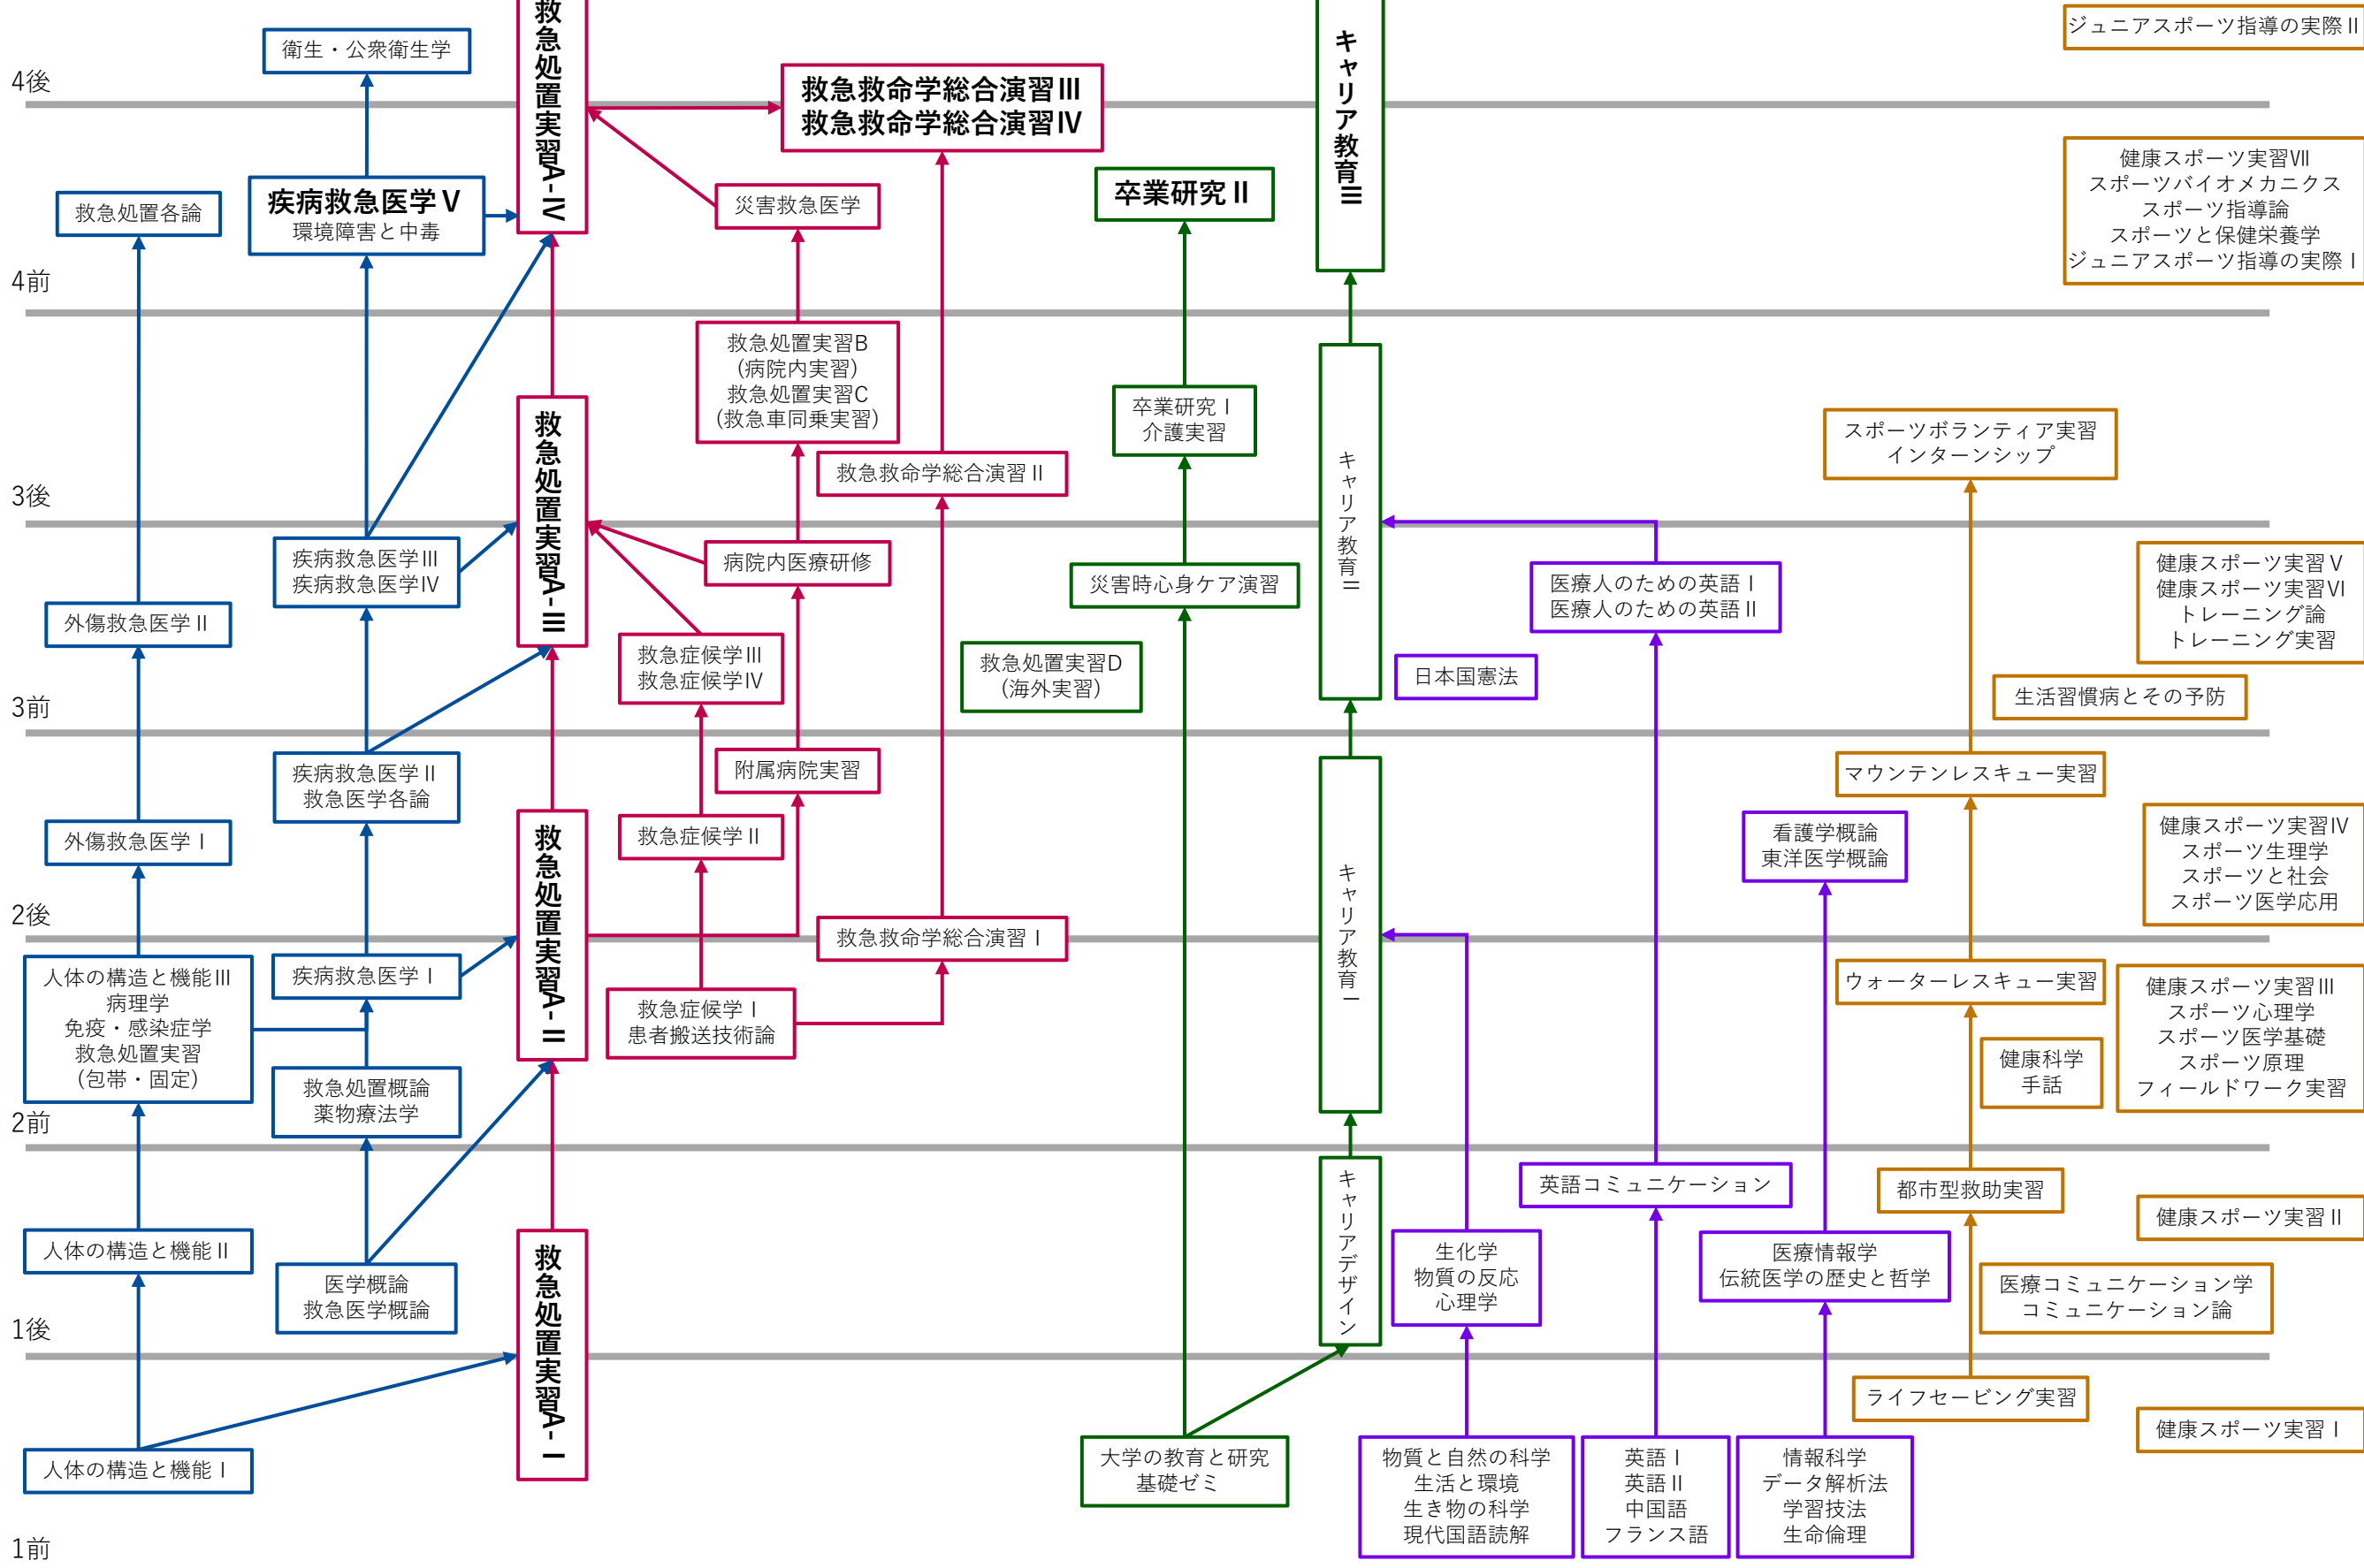 ジュニアスポーツ指導の実際Ⅱ
衛生・公衆衛生学
4後
救急処置実習A-Ⅳ
救急救命学総合演習Ⅲ
救急救命学総合演習Ⅳ
キャリア教育Ⅲ
健康スポーツ実習Ⅶ
スポーツバイオメカニクス
スポーツ指導論
スポーツと保健栄養学
ジュニアスポーツ指導の実際Ⅰ
救急処置各論
疾病救急医学Ⅴ
環境障害と中毒
災害救急医学
卒業研究Ⅱ
4前
救急処置実習B
(病院内実習)
救急処置実習C
(救急車同乗実習)
卒業研究Ⅰ
介護実習
スポーツボランティア実習
インターンシップ
救急処置実習A-Ⅲ
救急救命学総合演習Ⅱ
キャリア教育Ⅱ
3後
疾病救急医学Ⅲ
疾病救急医学Ⅳ
病院内医療研修
災害時心身ケア演習
医療人のための英語Ⅰ
医療人のための英語Ⅱ
健康スポーツ実習Ⅴ
健康スポーツ実習Ⅵ
トレーニング論
トレーニング実習
外傷救急医学Ⅱ
救急症候学Ⅲ
救急症候学Ⅳ
救急処置実習D
(海外実習)
日本国憲法
生活習慣病とその予防
3前
疾病救急医学Ⅱ
救急医学各論
附属病院実習
マウンテンレスキュー実習
外傷救急医学Ⅰ
救急処置実習A-Ⅱ
救急症候学Ⅱ
キャリア教育Ⅰ
看護学概論
東洋医学概論
健康スポーツ実習Ⅳ
スポーツ生理学
スポーツと社会
スポーツ医学応用
2後
救急救命学総合演習Ⅰ
人体の構造と機能Ⅲ
病理学
免疫・感染症学
救急処置実習
(包帯・固定)
疾病救急医学Ⅰ
救急症候学Ⅰ
患者搬送技術論
ウォーターレスキュー実習
健康スポーツ実習Ⅲ
スポーツ心理学
スポーツ医学基礎
スポーツ原理
フィールドワーク実習
健康科学
手話
救急処置概論
薬物療法学
2前
キャリアデザイン
英語コミュニケーション
都市型救助実習
健康スポーツ実習Ⅱ
人体の構造と機能Ⅱ
医学概論
救急医学概論
救急処置実習A-Ⅰ
生化学
物質の反応
心理学
医療情報学
伝統医学の歴史と哲学
医療コミュニケーション学
コミュニケーション論
1後
ライフセービング実習
健康スポーツ実習Ⅰ
人体の構造と機能Ⅰ
大学の教育と研究
基礎ゼミ
物質と自然の科学
生活と環境
生き物の科学
現代国語読解
英語Ⅰ
英語Ⅱ
中国語
フランス語
情報科学
データ解析法
学習技法
生命倫理
1前